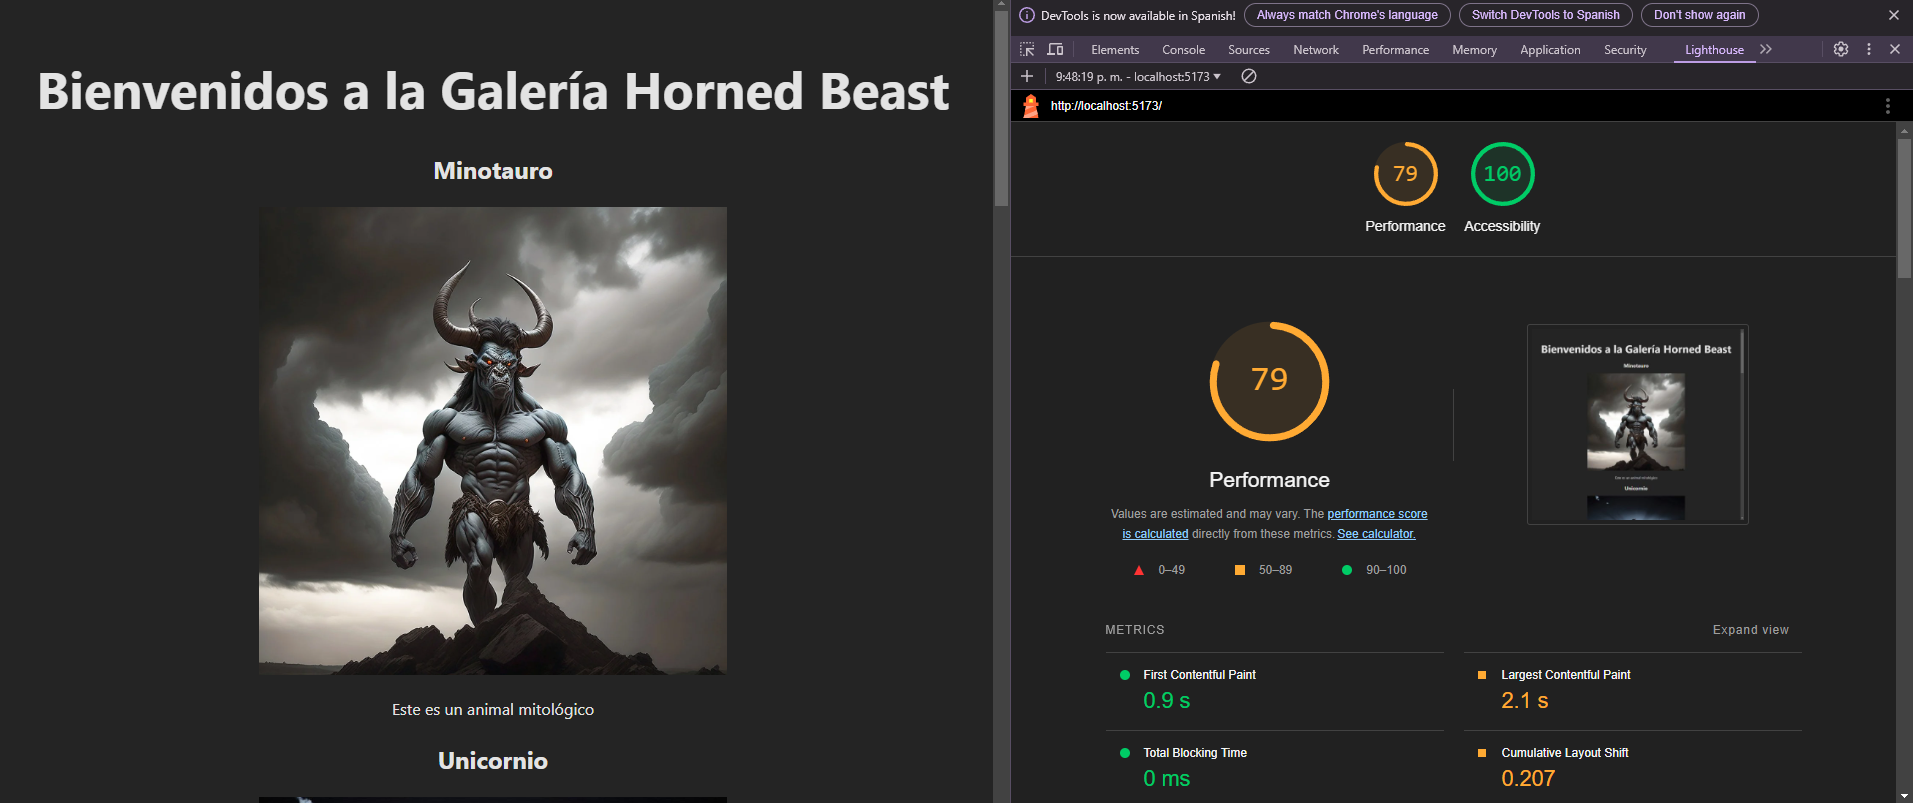 Bienvenidos a la Galería Horned Beast
Minotauro
Este es un animal mitológico
Unicornio
DevTools is now available in Spanish!
Always match Chrome's language
Switch DevTools to Spanish
Don't show again
Elements
Console
Sources
Network
Performance
Memory
Application
Security
Lighthouse
9:48:19 p. m. - localhost:5173
http://localhost:5173/
79
100
Performance
Accessibility
79
Performance
Values are estimated and may vary. The performance score
is calculated directly from these metrics. See calculator.
0–49
50–89
90–100
Bienvenidos a la Galería Horned Beast
Minotauro
Este es un animal mitológico
Unicornio
METRICS
Expand view
First Contentful Paint
0.9 s
Largest Contentful Paint
2.1 s
Total Blocking Time
0 ms
Cumulative Layout Shift
0.207